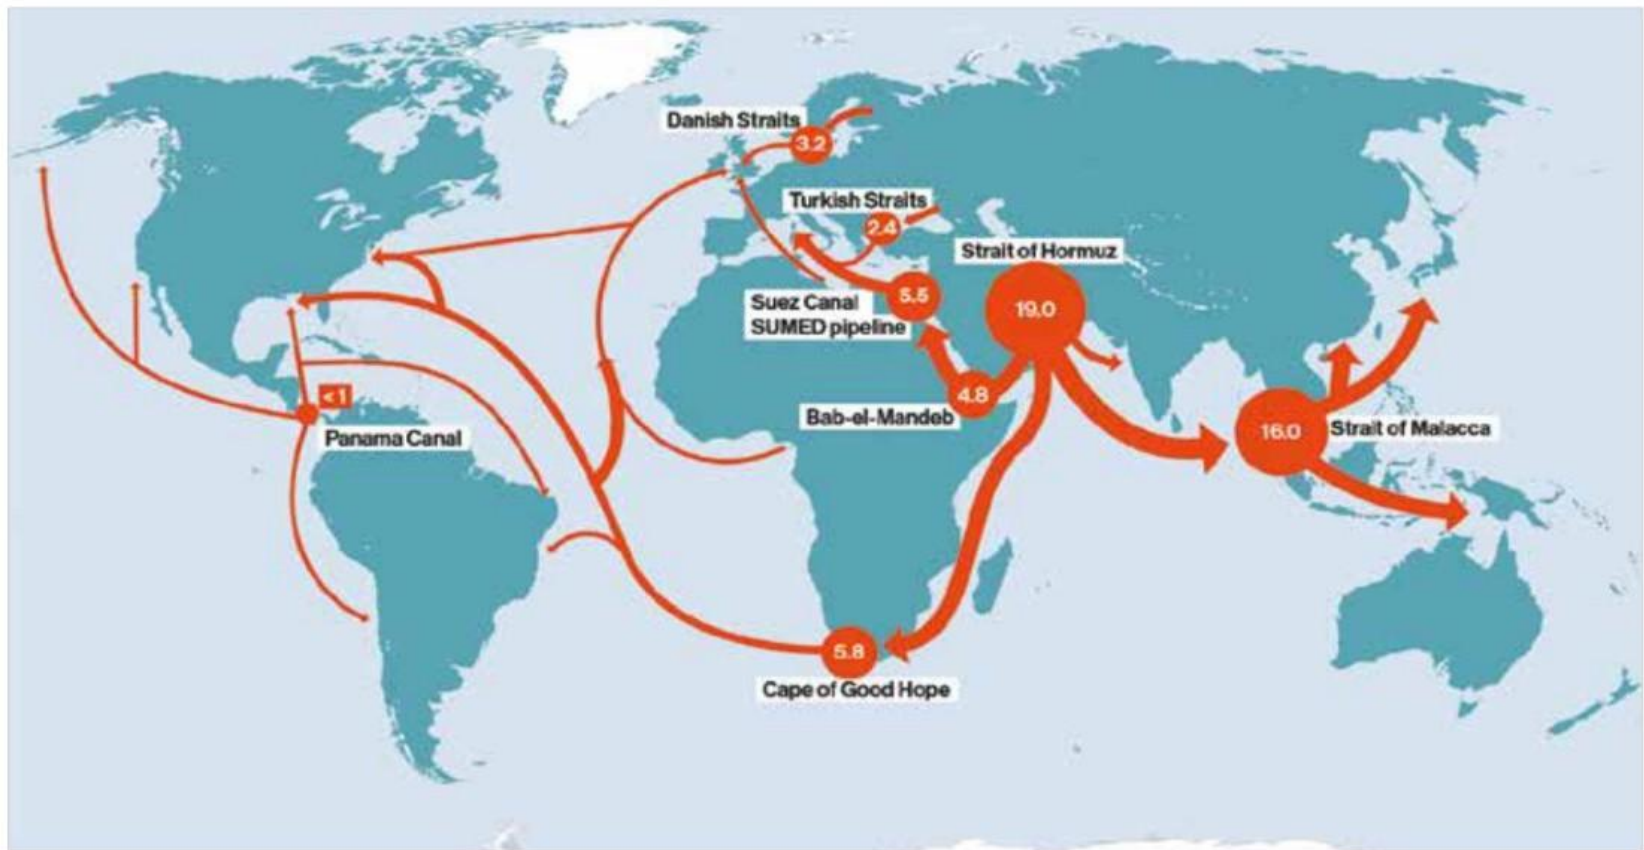 Danish Straits
3.2
Turkish Straits
2.4
Strait of Hormuz
19.0
Suez Canal
SUMED pipeline
5.5
4.8
Bab-el-Mandeb
<1
Panama Canal
16.0
Strait of Malacca
5.8
Cape of Good Hope